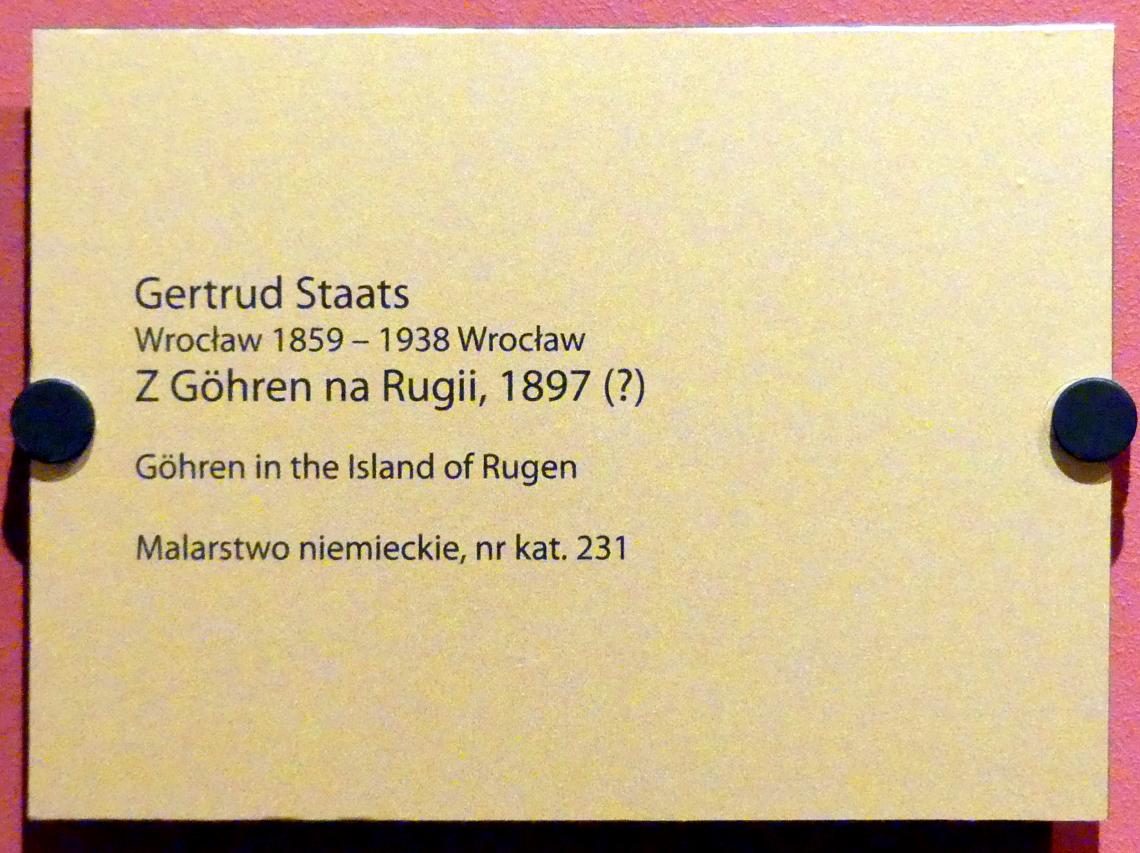 Gertrud Staats
Wrocław 1859 – 1938 Wrocław
Z Göhren na Rugii, 1897 (?)
Göhren in the Island of Rugen
Malarstwo niemieckie, nr kat. 231